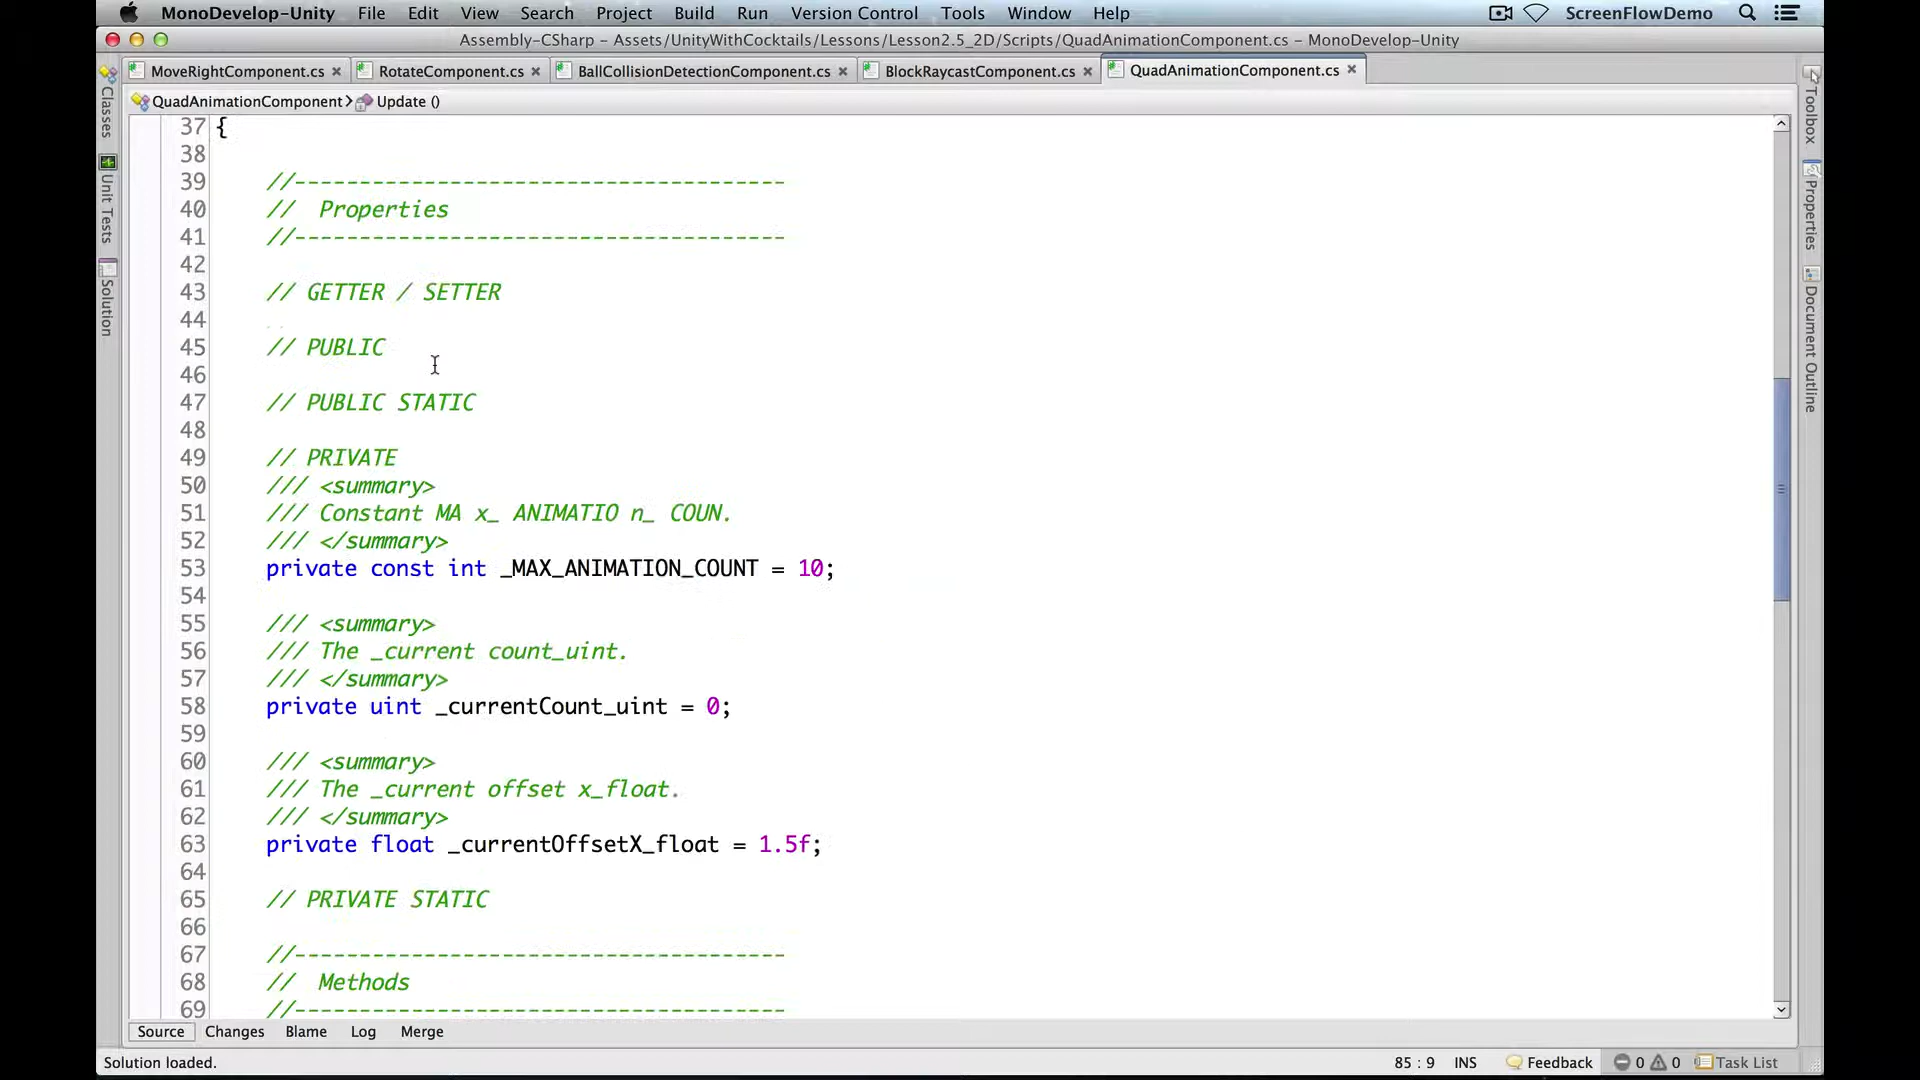 MonoDevelop-Unity File Edit View Search Project Build Run Version Control Tools Window Help ScreenFlowDemo
Assembly-CSharp – Assets/UnityWithCocktails/Lessons/Lesson2.5_2D/Scripts/QuadAnimationComponent.cs – MonoDevelop-Unity
MoveRightComponent.cs × RotateComponent.cs × BallCollisionDetectionComponent.cs × BlockRaycastComponent.cs × QuadAnimationComponent.cs ×
QuadAnimationComponent > Update ()
Classes
Unit Tests
Solution
37 {
38
39 //--------------------------------------
40 //  Properties
41 //--------------------------------------
42
43 // GETTER / SETTER
44
45 // PUBLIC
46
47 // PUBLIC STATIC
48
49 // PRIVATE
50 /// <summary>
51 /// Constant MA x_ ANIMATIO n_ COUN.
52 /// </summary>
53 private const int _MAX_ANIMATION_COUNT = 10;
54
55 /// <summary>
56 /// The _current count_uint.
57 /// </summary>
58 private uint _currentCount_uint = 0;
59
60 /// <summary>
61 /// The _current offset x_float.
62 /// </summary>
63 private float _currentOffsetX_float = 1.5f;
64
65 // PRIVATE STATIC
66
67 //--------------------------------------
68 //  Methods
69 //--------------------------------------
Toolbox
Properties
Document Outline
Source Changes Blame Log Merge
Solution loaded. 85 : 9 INS Feedback 0 0 Task List